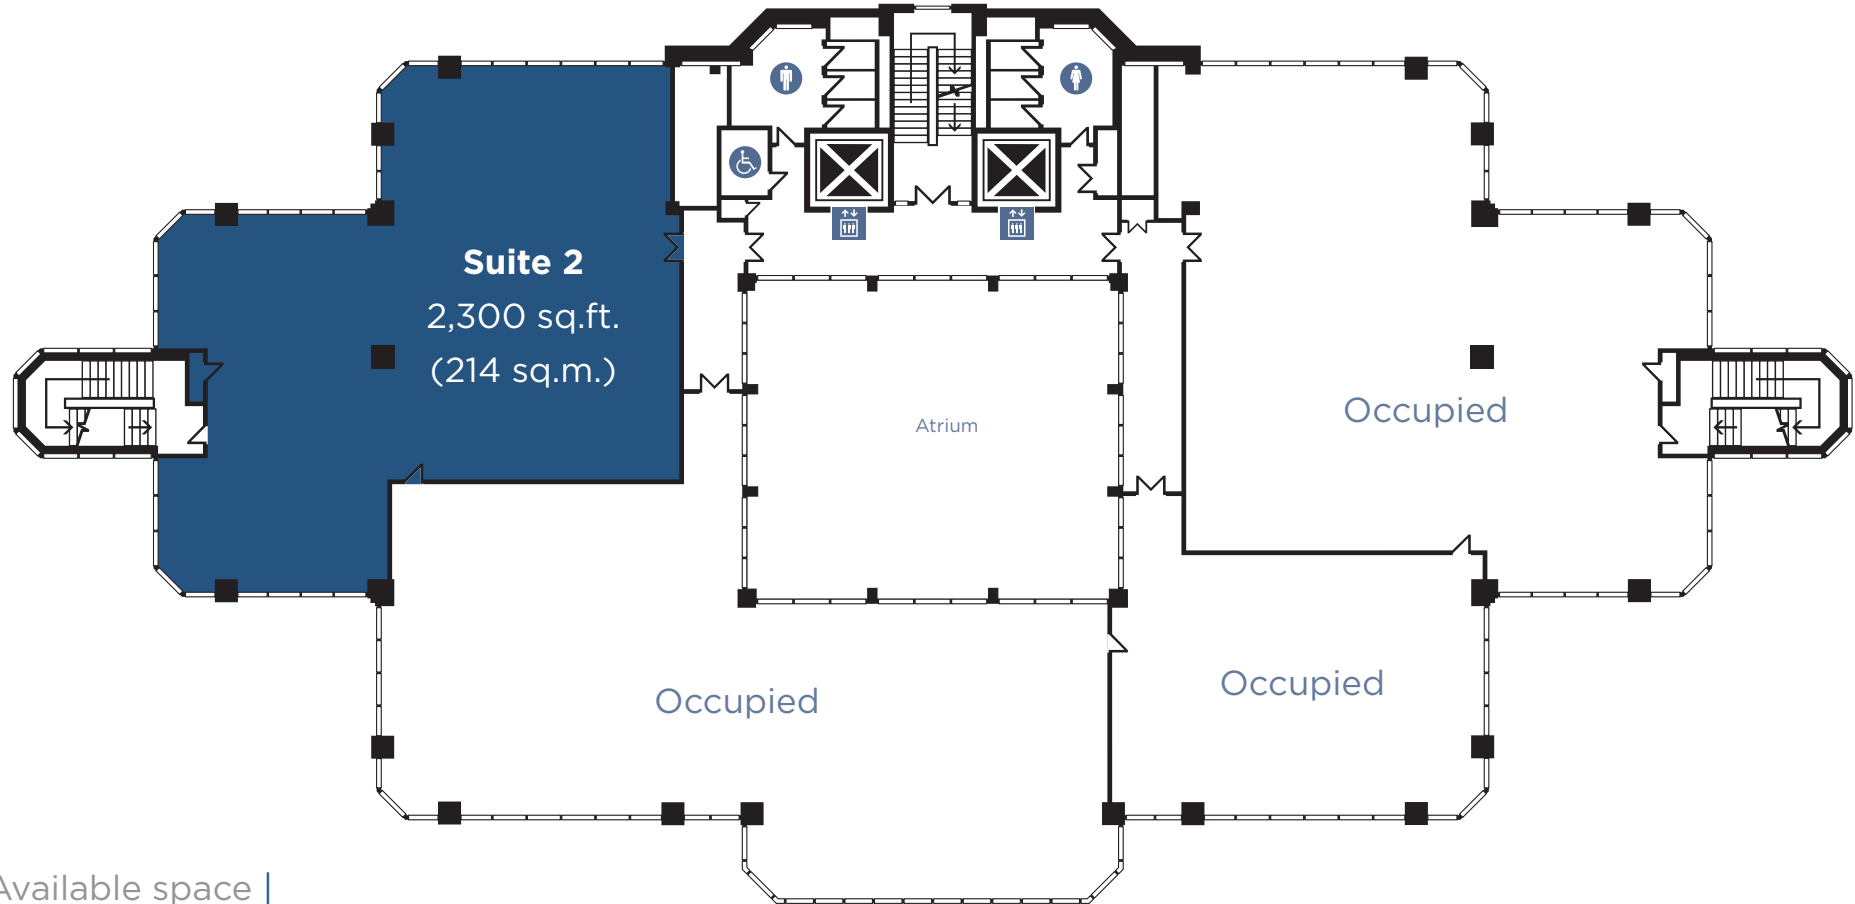 Suite 2
2,300 sq.ft.
(214 sq.m.)
Occupied
Atrium
Occupied
Occupied
Available space |